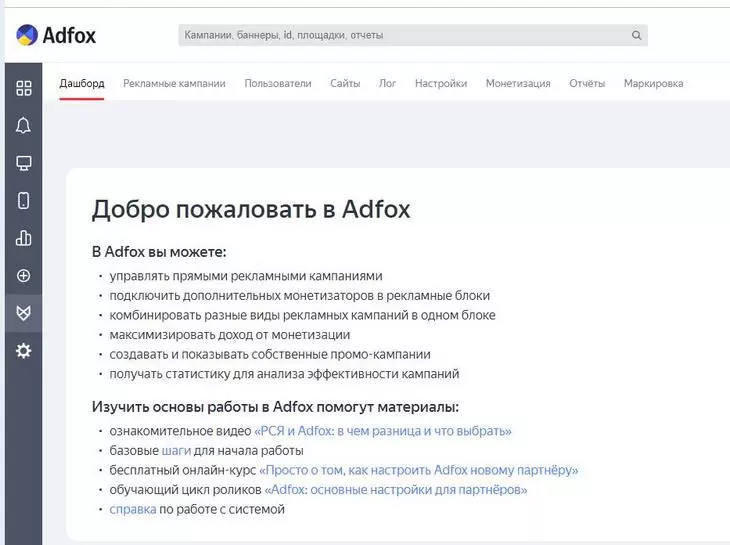 Adfox
Кампании, баннеры, id, площадки, отчеты
Дашборд Рекламные кампании Пользователи Сайты Лог Настройки Монетизация Отчёты Маркировка
Добро пожаловать в Adfox
В Adfox вы можете:
• управлять прямыми рекламными кампаниями
• подключить дополнительных монетизаторов в рекламные блоки
• комбинировать разные виды рекламных кампаний в одном блоке
• максимизировать доход от монетизации
• создавать и показывать собственные промо-кампании
• получать статистику для анализа эффективности кампаний
Изучить основы работы в Adfox помогут материалы:
• ознакомительное видео «РСЯ и Adfox: в чем разница и что выбрать»
• базовые шаги для начала работы
• бесплатный онлайн-курс «Просто о том, как настроить Adfox новому партнёру»
• обучающий цикл роликов «Adfox: основные настройки для партнёров»
• справка по работе с системой